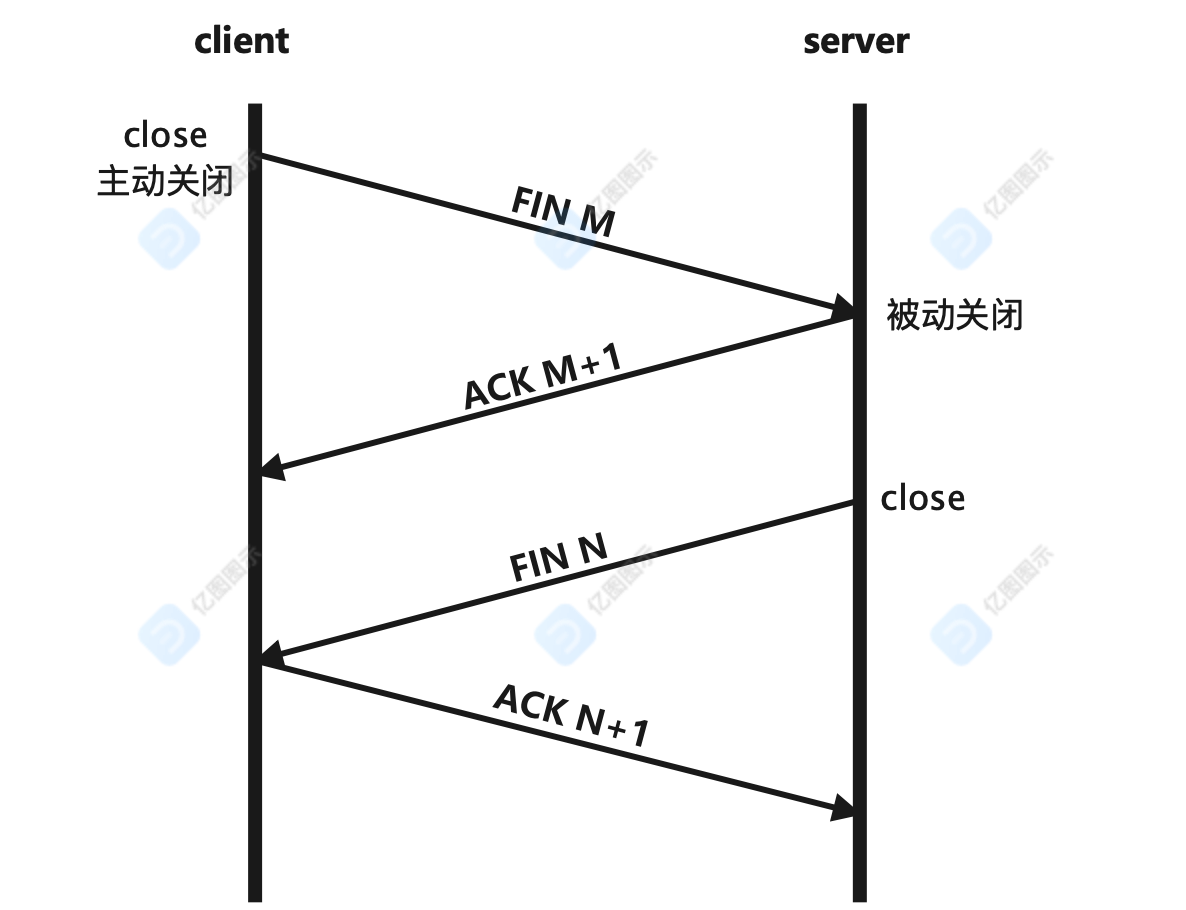 client
server
close
主动关闭
FIN M
被动关闭
ACK M+1
close
FIN N
ACK N+1
亿图图示
亿图图示
亿图图示
亿图图示
亿图图示
亿图图示